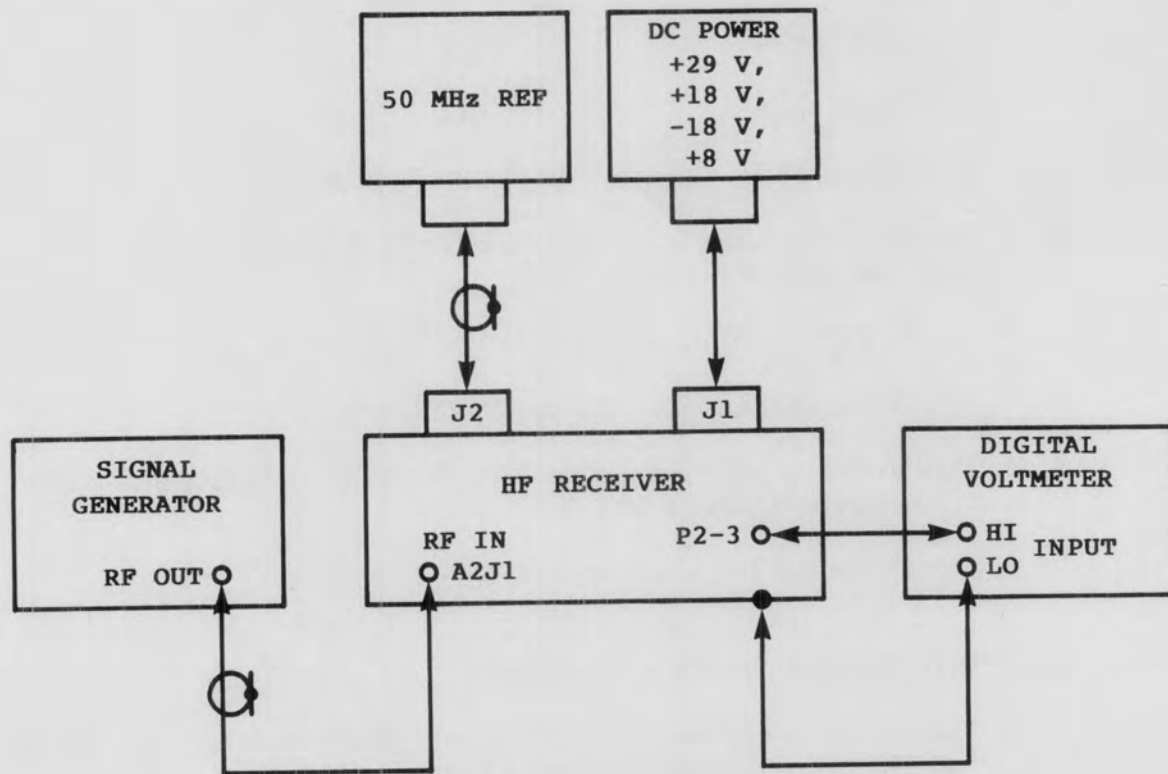 50 MHz REF
DC POWER
+29 V,
+18 V,
-18 V,
+8 V
J2
J1
SIGNAL
GENERATOR
RF OUT
HF RECEIVER
RF IN
A2J1
P2-3
DIGITAL
VOLTMETER
HI
LO
INPUT